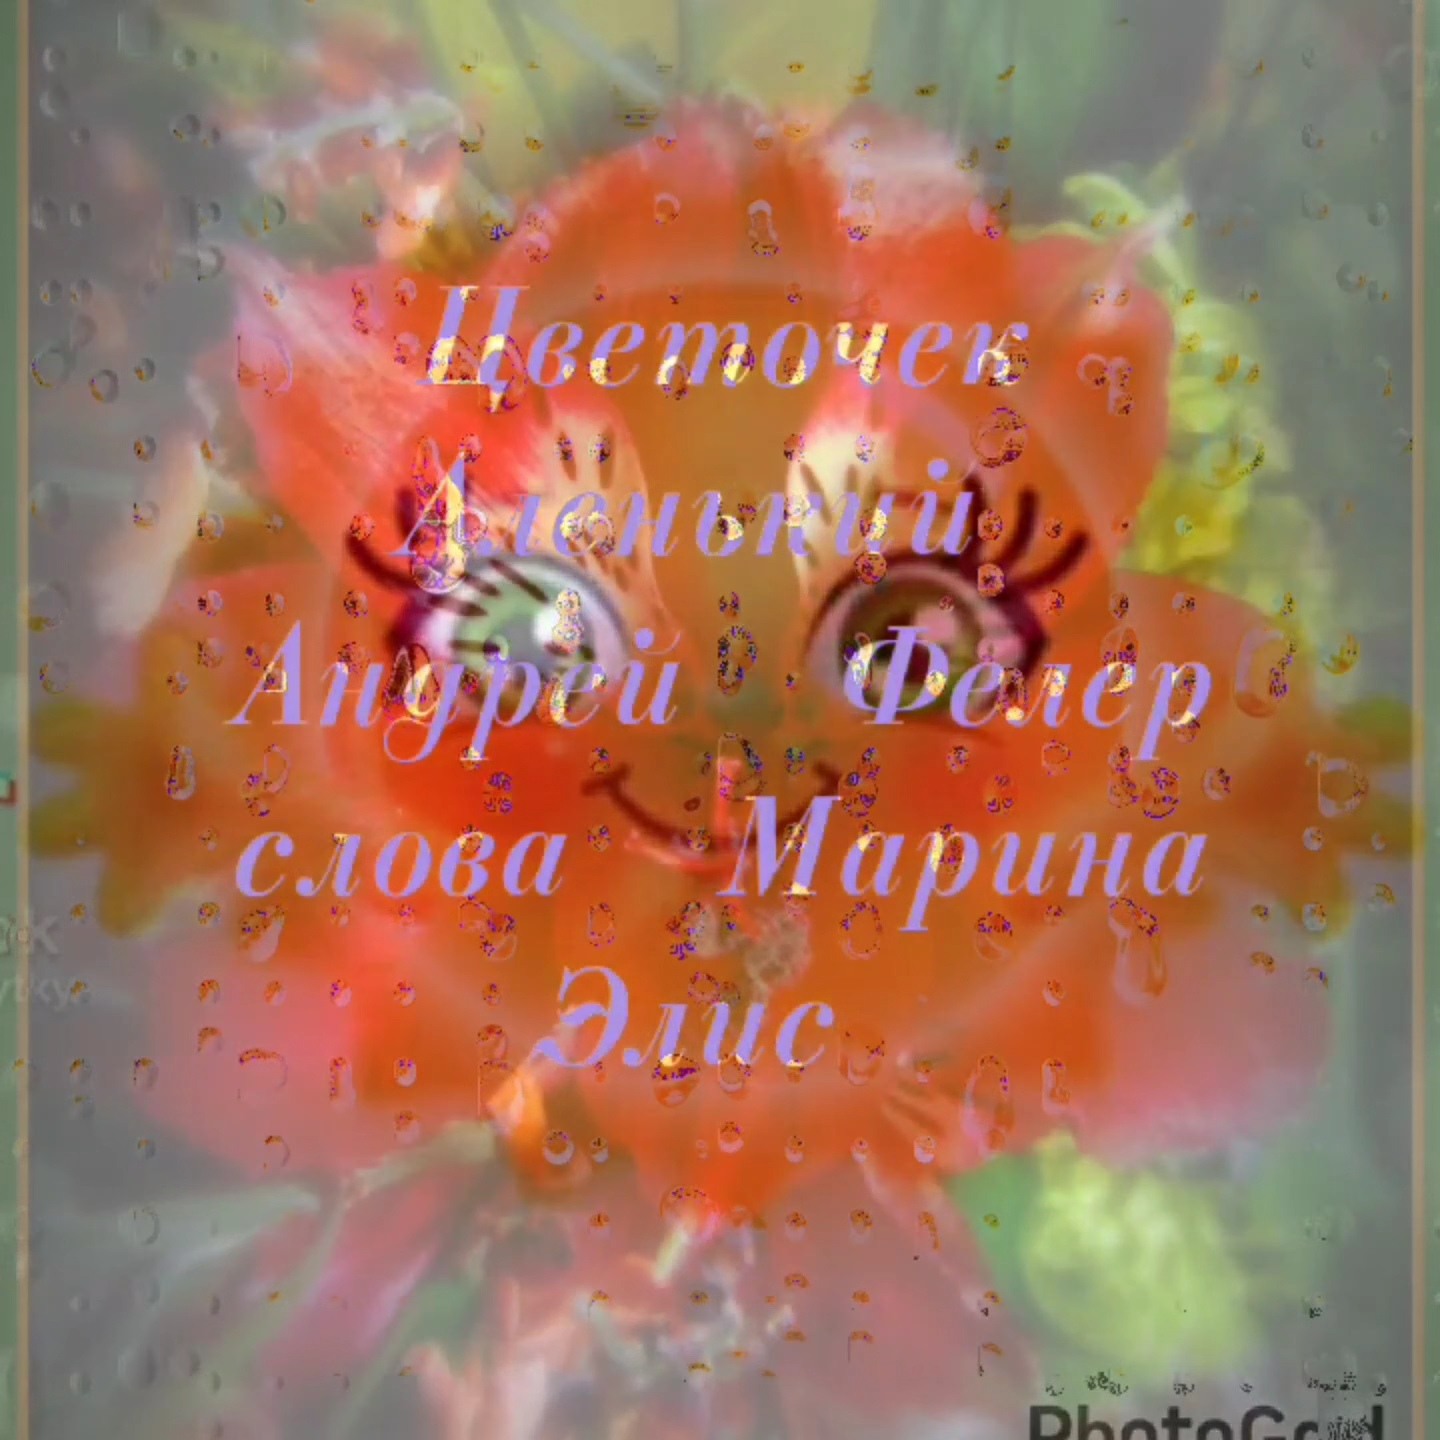 Цветочек
Аленький
Андрей Фелер
слова Марина
Элис
PhotoGrid